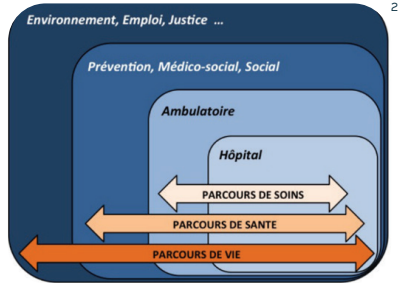 2
Environnement, Emploi, Justice ...
Prévention, Médico-social, Social
Ambulatoire
Hôpital
PARCOURS DE SOINS
PARCOURS DE SANTE
PARCOURS DE VIE